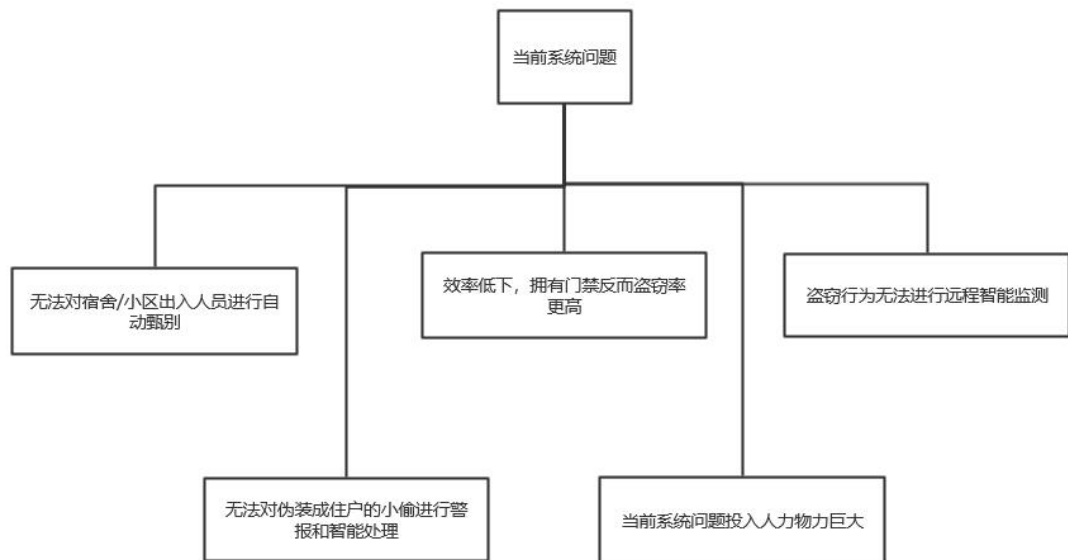 当前系统问题
无法对宿舍/小区出入人员进行自
动甄别
效率低下，拥有门禁反而盗窃率
更高
盗窃行为无法进行远程智能监测
无法对伪装成住户的小偷进行警
报和智能处理
当前系统问题投入人力物力巨大